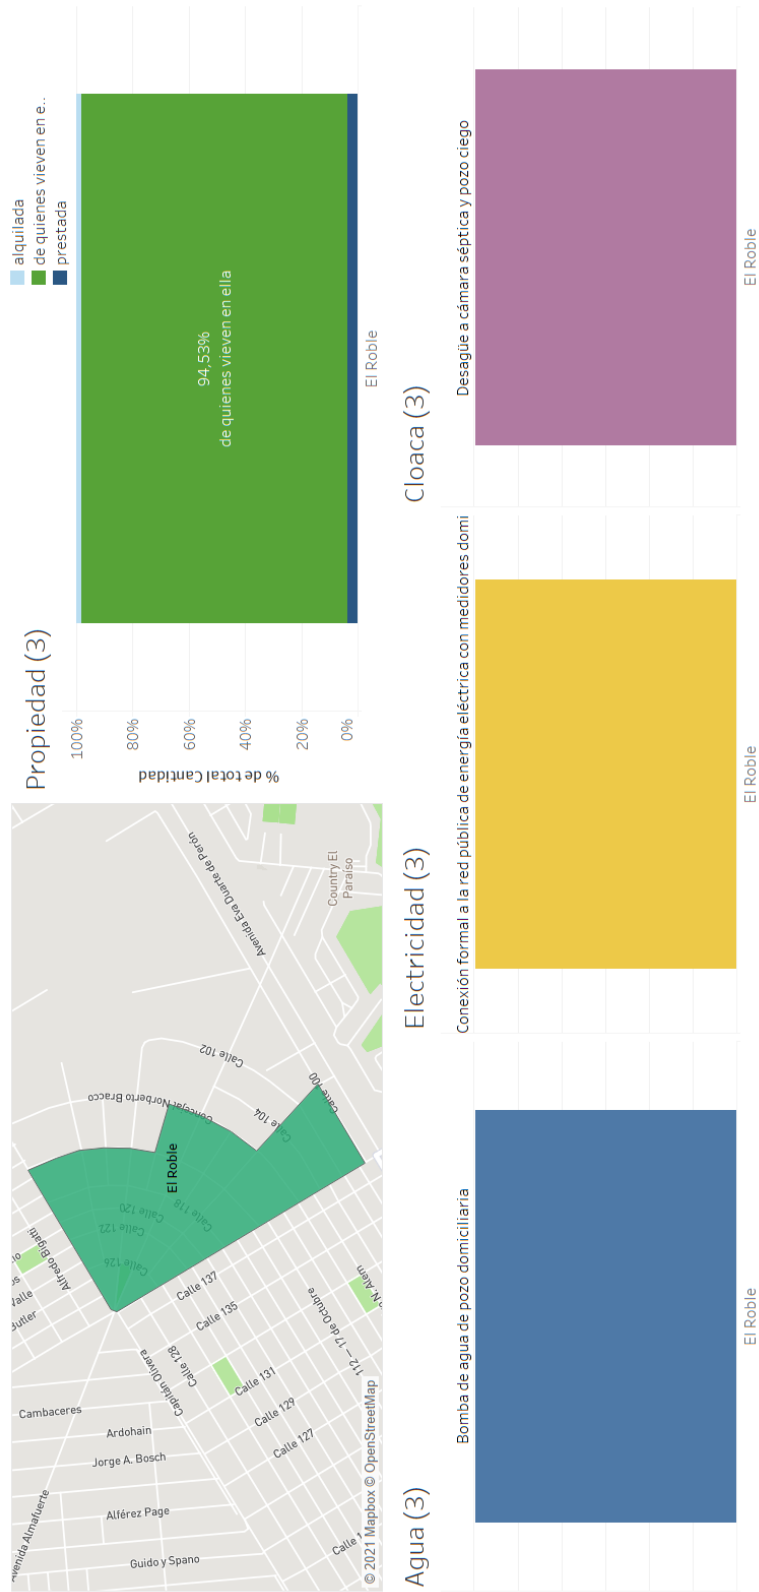 Avenida Almafuerte
Cambaceres
Ardohain
Jorge A. Bosch
Alférez Page
Guido y Spano
Butler
Valle
Alfredo Bigatti
Capitán Olivera
Calle 128
Calle 126
Calle 122
Calle 120
Calle 118
Calle 137
Calle 135
Calle 131
Calle 129
Calle 127
112 — 17 de Octubre
N. Alem
El Roble
Concejal Norberto Bracco
Calle 102
Calle 104
Calle 100
Avenida Eva Duarte de Perón
Country El
Paraíso
© 2021 Mapbox © OpenStreetMap
Propiedad (3)
% de total Cantidad
100%
80%
60%
40%
20%
0%
94,53%
de quienes vieven en ella
El Roble
alquilada
de quienes vieven en e..
prestada
Agua (3)
Bomba de agua de pozo domiciliaria
El Roble
Electricidad (3)
Conexión formal a la red pública de energía eléctrica con medidores domi
El Roble
Cloaca (3)
Desagüe a cámara séptica y pozo ciego
El Roble